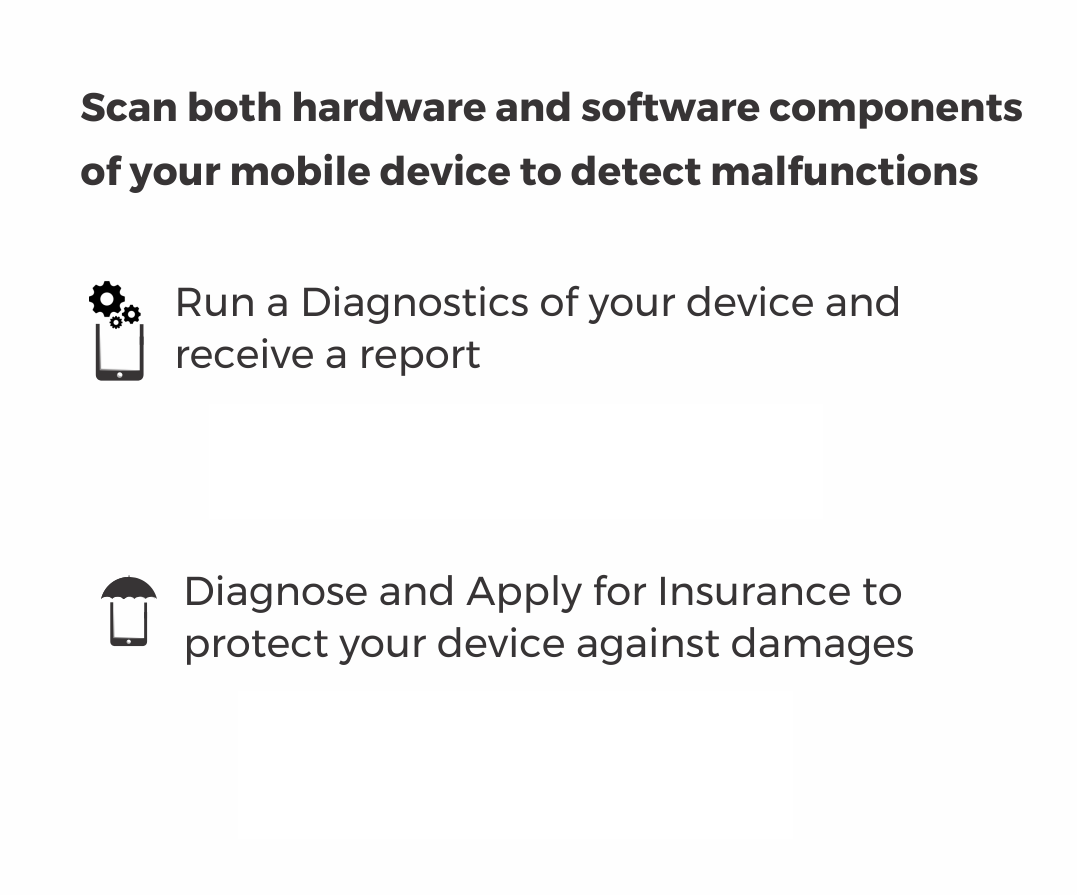 Scan both hardware and software components
of your mobile device to detect malfunctions
Run a Diagnostics of your device and
receive a report
Diagnose and Apply for Insurance to
protect your device against damages